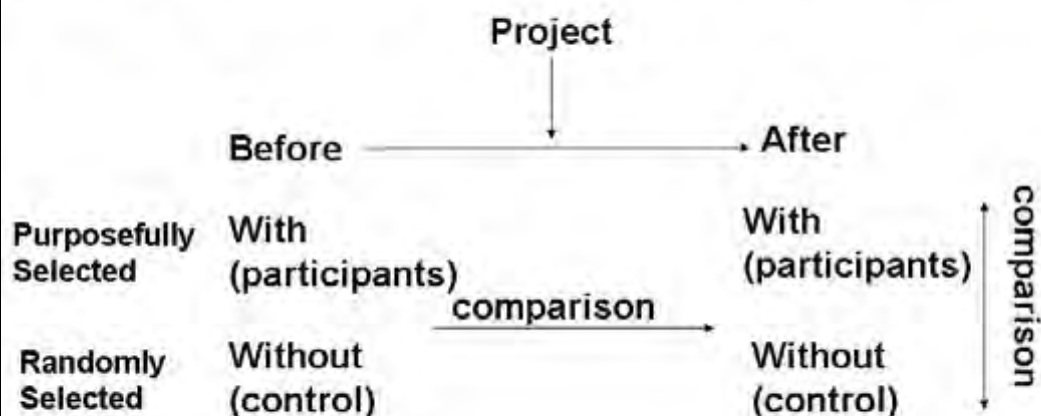 Project
Before
After
Purposefully
Selected
With
(participants)
With
(participants)
comparison
comparison
Randomly
Selected
Without
(control)
Without
(control)